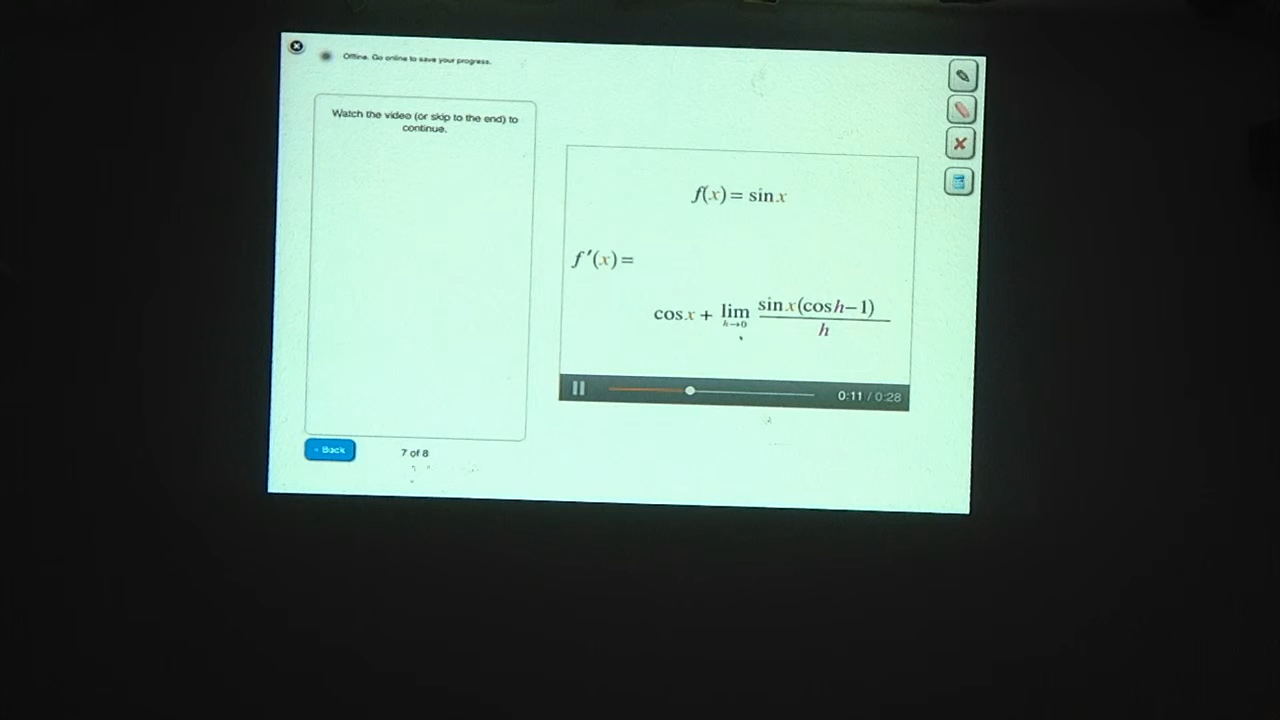 Offline. Go online to save your progress.
Watch the video (or skip to the end) to
continue.
f(x) = sin x
f′(x) =
cos x + lim h→0 sin x(cos h − 1)
h
0:11 / 0:28
‹ Back
7 of 8